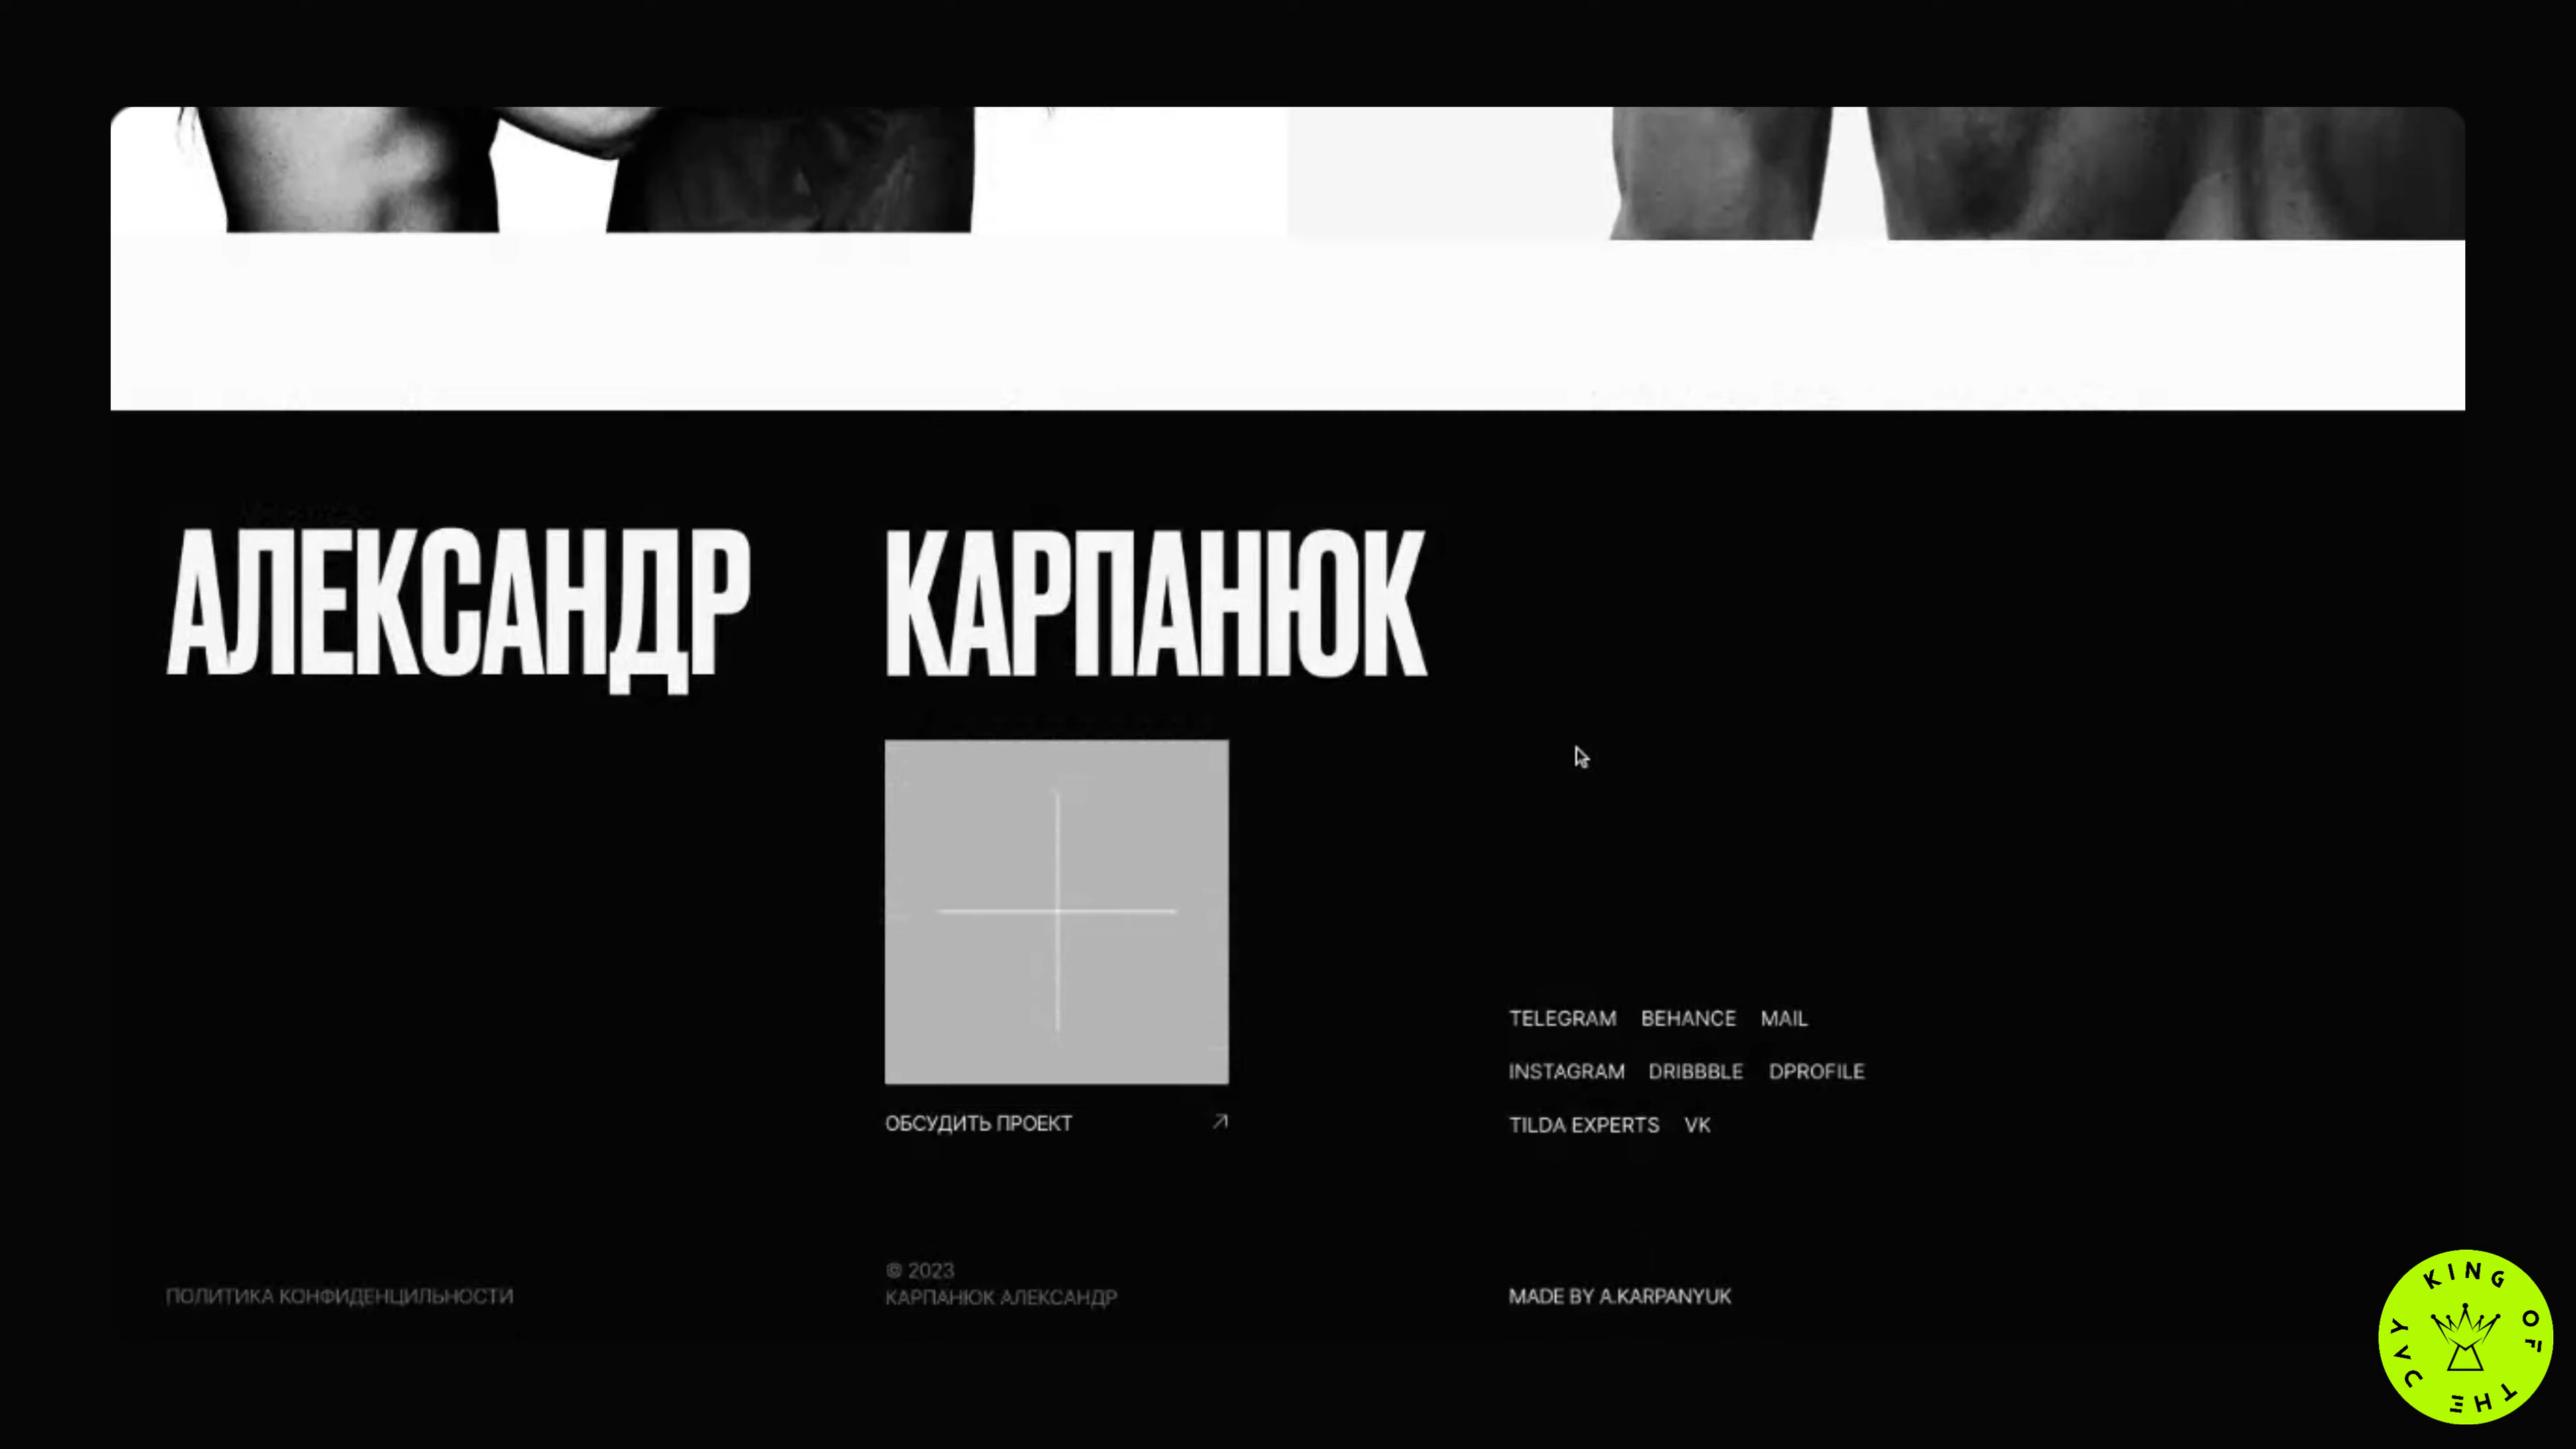 АЛЕКСАНДР КАРПАНЮК
TELEGRAM BEHANCE MAIL
INSTAGRAM DRIBBBLE DPROFILE
ОБСУДИТЬ ПРОЕКТ
TILDA EXPERTS VK
ПОЛИТИКА КОНФИДЕНЦИЛЬНОСТИ
© 2023
КАРПАНЮК АЛЕКСАНДР
MADE BY A.KARPANYUK
KING OF THE JAY